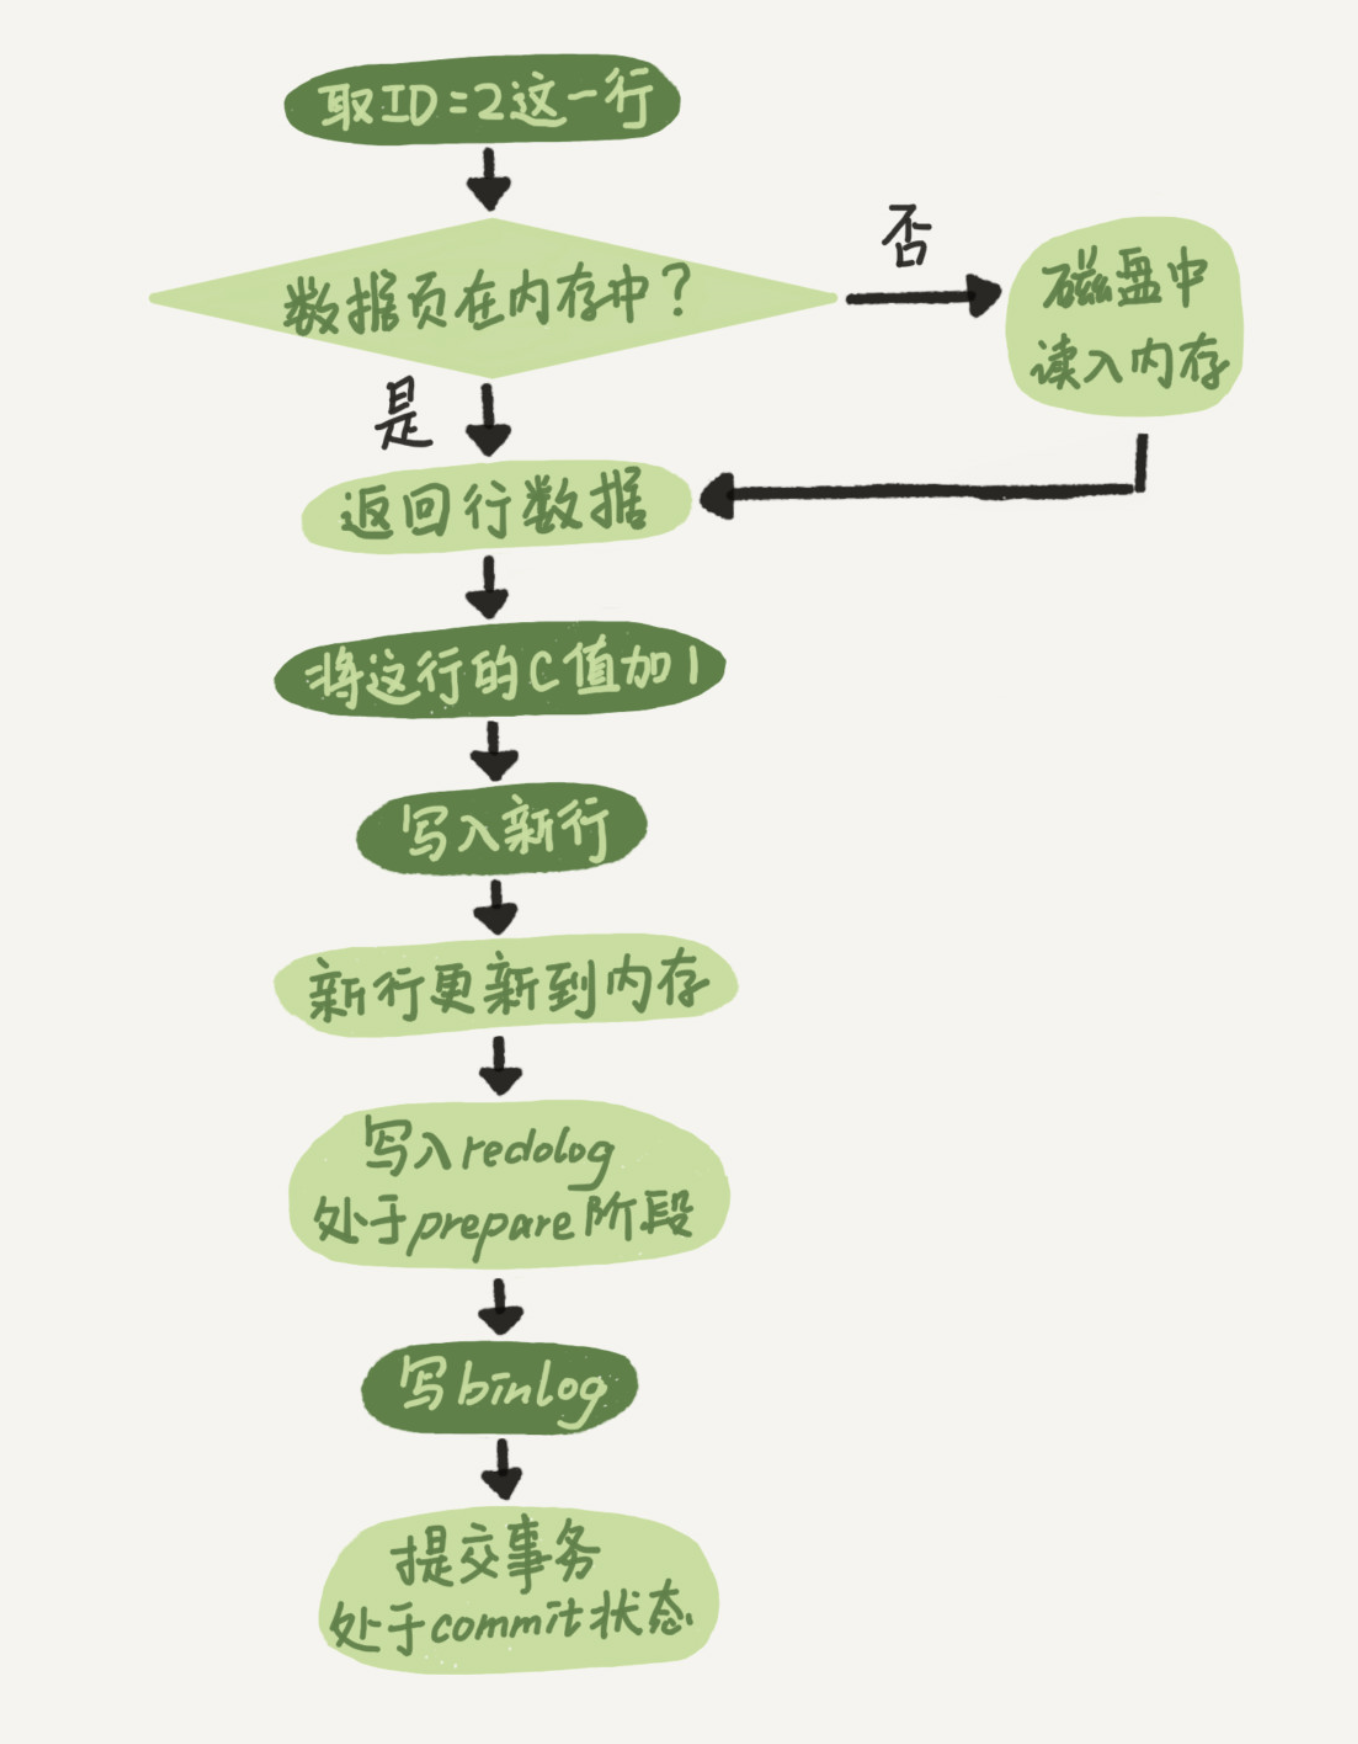 取ID=2这一行
数据页在内存中?
否
磁盘中
读入内存
是
返回行数据
将这行的C值加1
写入新行
新行更新到内存
写入redolog
处于prepare阶段
写binlog
提交事务
处于commit状态